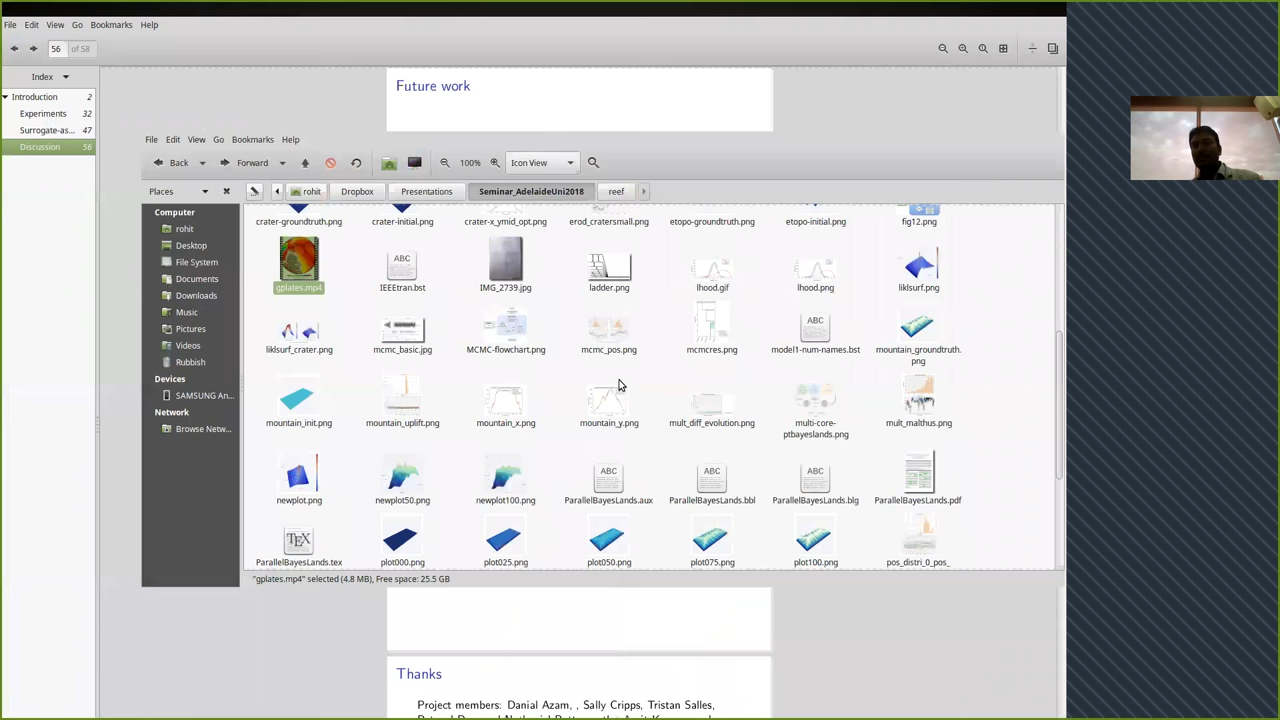 File Edit View Go Bookmarks Help
56 of 58
Index
Introduction 2
Experiments 32
Surrogate-as... 47
Discussion 56
Future work
File Edit View Go Bookmarks Help
Back Forward 100% Icon View
Places rohit Dropbox Presentations Seminar_AdelaideUni2018 reef
Computer
rohit
Desktop
File System
Documents
Downloads
Music
Pictures
Videos
Rubbish
Devices
SAMSUNG An...
Network
Browse Netw...
crater-groundtruth.png crater-initial.png crater-x_ymid_opt.png erod_cratersmall.png etopo-groundtruth.png etopo-initial.png fig12.png
ABC
gplates.mp4 IEEEtran.bst IMG_2739.jpg ladder.png lhood.gif lhood.png liklsurf.png
ABC
liklsurf_crater.png mcmc_basic.jpg MCMC-flowchart.png mcmc_pos.png mcmcres.png model1-num-names.bst mountain_groundtruth.
png
mountain_init.png mountain_uplift.png mountain_x.png mountain_y.png mult_diff_evolution.png multi-core-
ptbayeslands.png mult_malthus.png
ABC ABC ABC
newplot.png newplot50.png newplot100.png ParallelBayesLands.aux ParallelBayesLands.bbl ParallelBayesLands.blg ParallelBayesLands.pdf
TEX
ParallelBayesLands.tex plot000.png plot025.png plot050.png plot075.png plot100.png pos_distri_0_pos_
"gplates.mp4" selected (4.8 MB), Free space: 25.5 GB
Thanks
Project members: Danial Azam, , Sally Cripps, Tristan Salles,